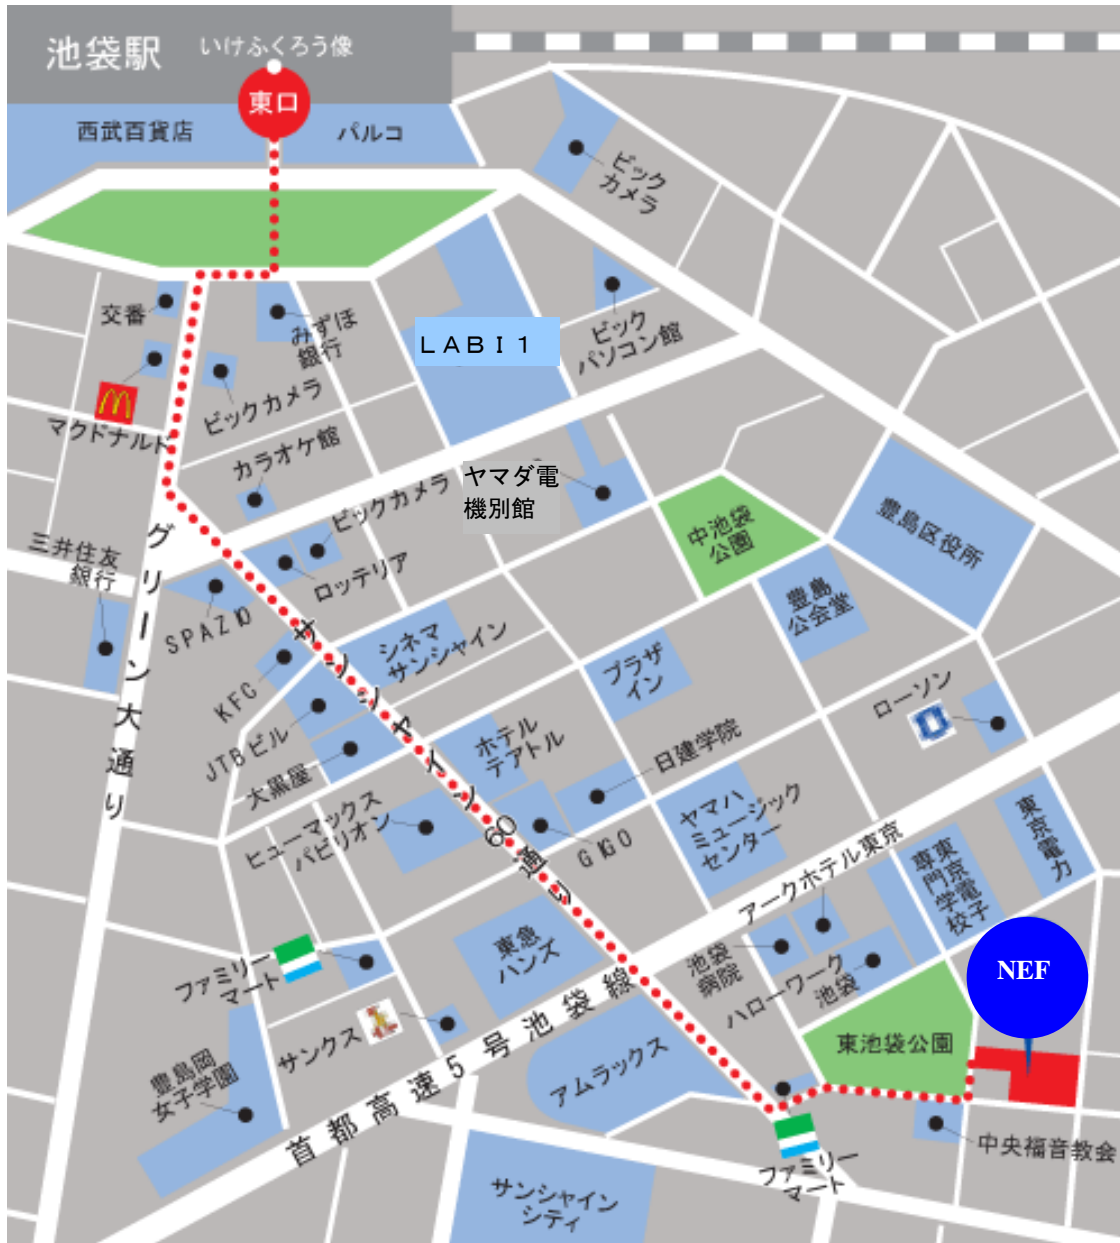 池袋駅
いけふくろう像
東口
西武百貨店
パルコ
ビック
カメラ
交番
みずほ
銀行
LABI1
ビック
パソコン館
マクドナルド
ビックカメラ
カラオケ館
ビックカメラ
ヤマダ電
機別館
中池袋
公園
豊島区役所
三井住友
銀行
グリーン大通り
ロッテリア
SPAZIO
豊島
公会堂
サンシャイン60通り
シネマ
サンシャイン
プラザ
イン
KFC
ローソン
JTBビル
ホテル
テアトル
日建学院
大黒屋
ヒューマックス
パビリオン
GIGO
ヤマハ
ミュージック
センター
アークホテル東京
東京電子
専門学校
東京電力
東急
ハンズ
池袋
病院
ハローワーク
池袋
NEF
ファミリー
マート
サンクス
首都高速5号池袋線
アムラックス
東池袋公園
豊島岡
女子学園
中央福音教会
ファミリー
マート
サンシャイン
シティ